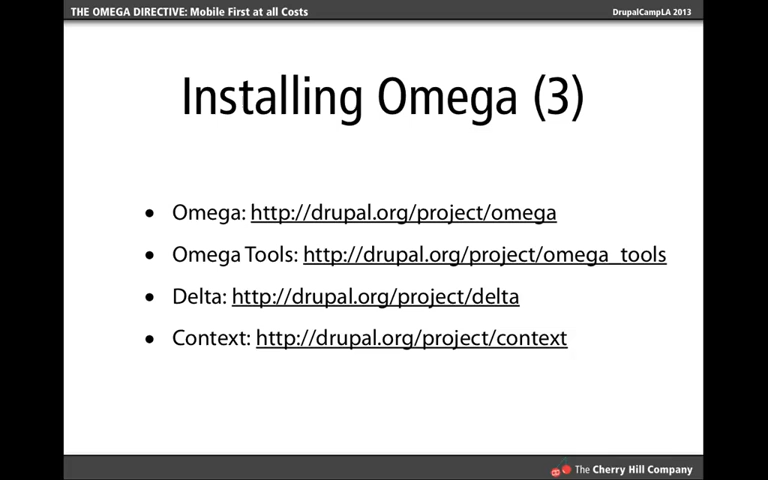 THE OMEGA DIRECTIVE: Mobile First at all Costs
DrupalCampLA 2013
Installing Omega (3)
• Omega: http://drupal.org/project/omega
• Omega Tools: http://drupal.org/project/omega_tools
• Delta: http://drupal.org/project/delta
• Context: http://drupal.org/project/context
The Cherry Hill Company